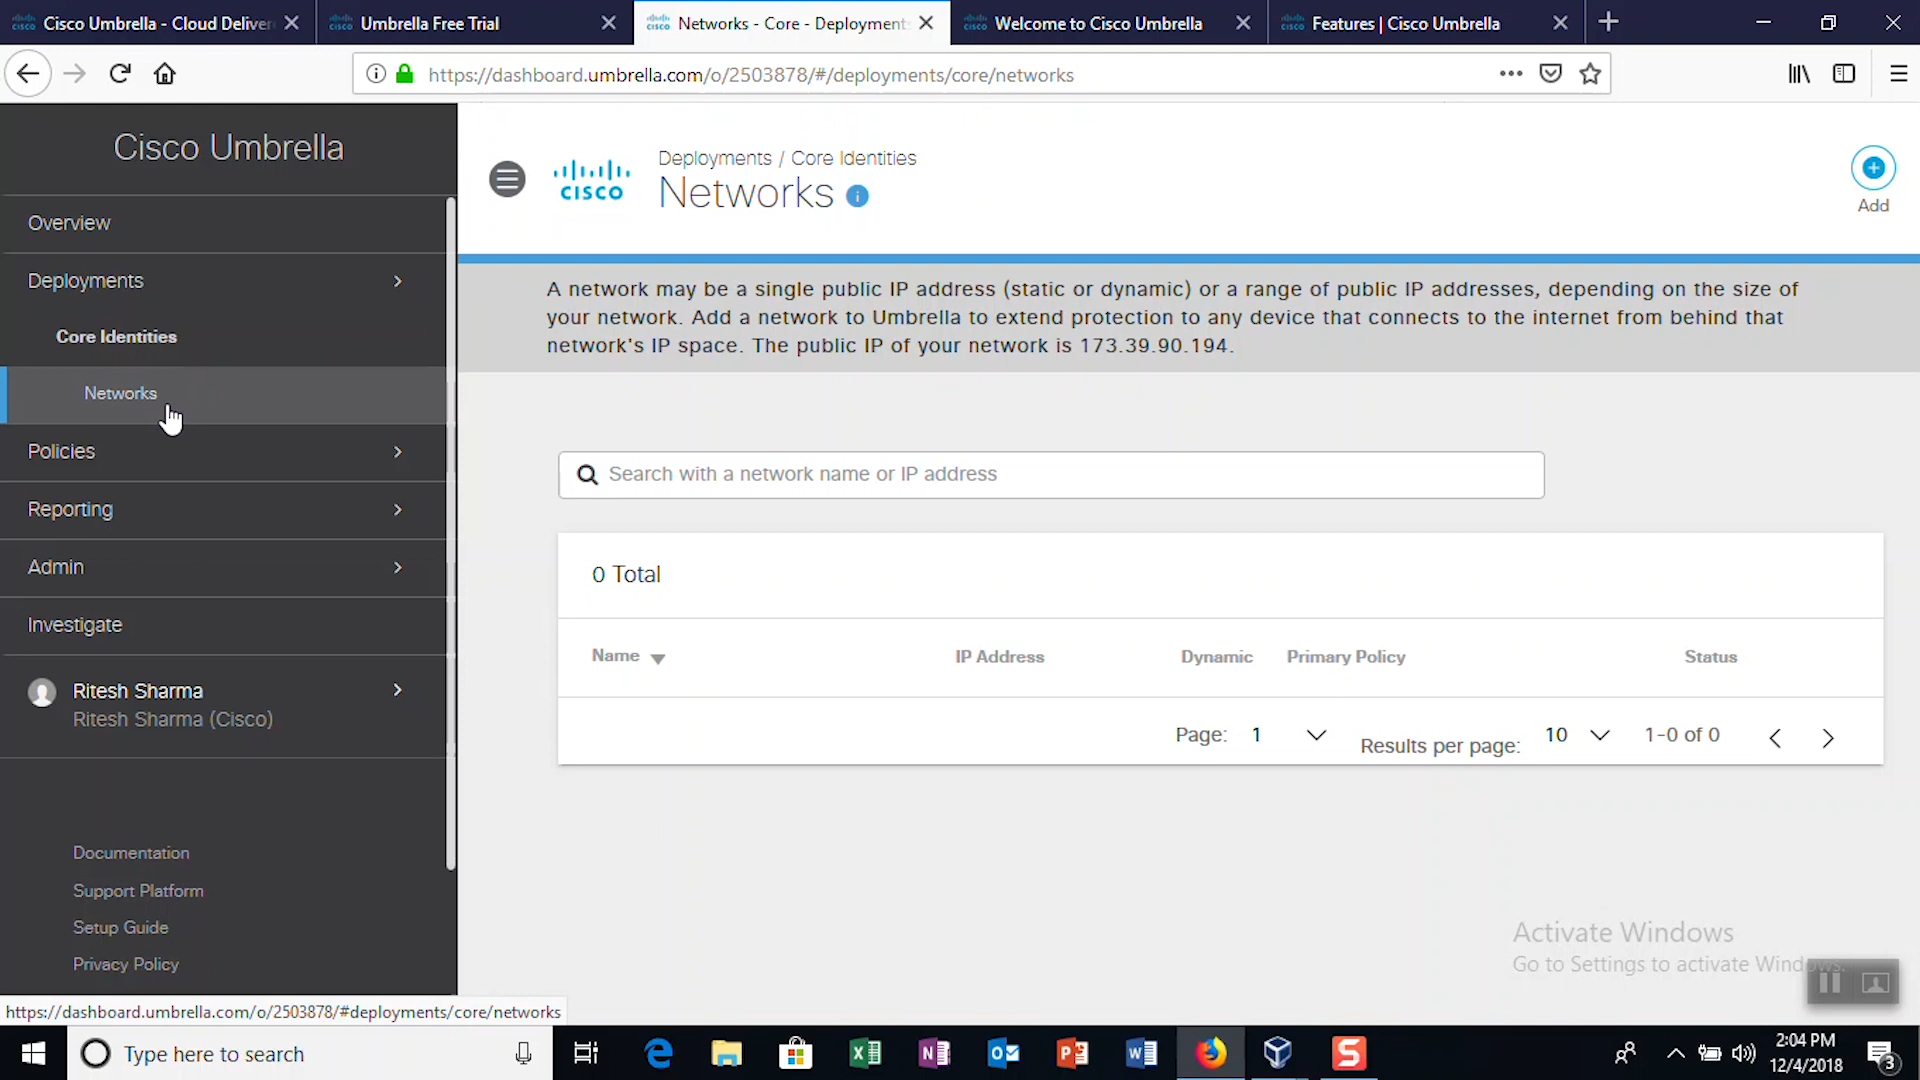 Cisco Umbrella - Cloud Deliver
Umbrella Free Trial
Networks - Core - Deployment
Welcome to Cisco Umbrella
Features | Cisco Umbrella
https://dashboard.umbrella.com/o/2503878/#/deployments/core/networks
Cisco Umbrella
Overview
Deployments
Core Identities
Networks
Policies
Reporting
Admin
Investigate
Ritesh Sharma
Ritesh Sharma (Cisco)
Documentation
Support Platform
Setup Guide
Privacy Policy
https://dashboard.umbrella.com/o/2503878/#deployments/core/networks
CISCO
Deployments / Core Identities
Networks
Add
A network may be a single public IP address (static or dynamic) or a range of public IP addresses, depending on the size of
your network. Add a network to Umbrella to extend protection to any device that connects to the internet from behind that
network's IP space. The public IP of your network is 173.39.90.194.
Search with a network name or IP address
0 Total
Name IP Address Dynamic Primary Policy Status
Page: 1 Results per page: 10 1-0 of 0
Activate Windows
Go to Settings to activate Windows.
Type here to search
2:04 PM
12/4/2018
3